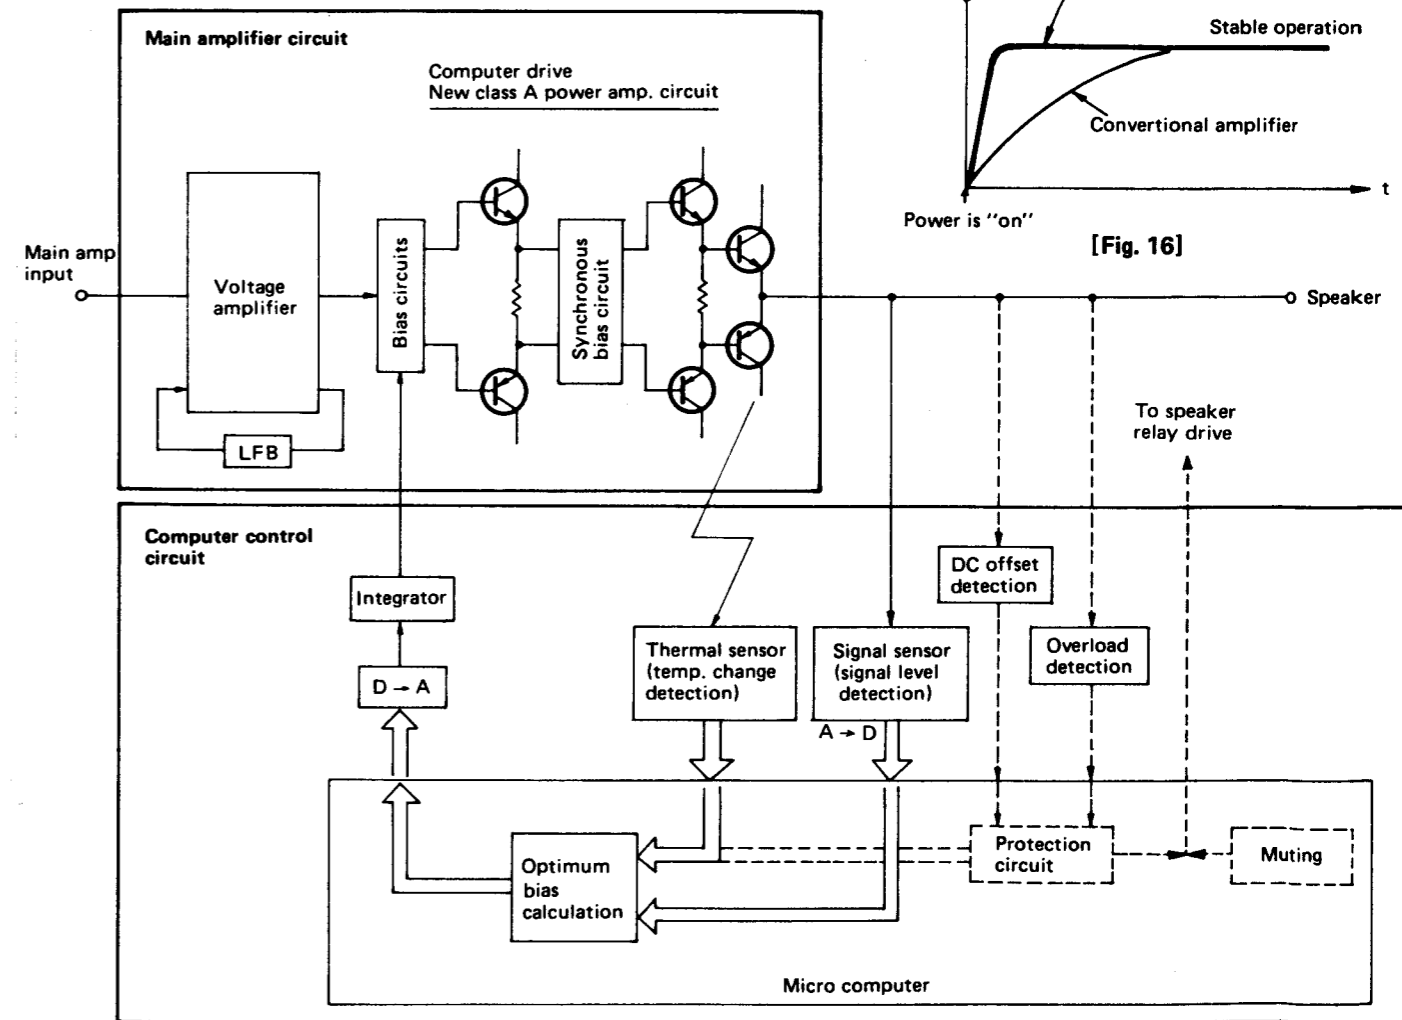 Main amplifier circuit
Computer drive
New class A power amp. circuit
Main amp
input
Voltage
amplifier
LFB
Bias circuits
Synchronous
bias circuit
Stable operation
Convertional amplifier
t
Power is "on"
[Fig. 16]
Speaker
To speaker
relay drive
Computer control
circuit
Integrator
D → A
Thermal sensor
(temp. change
detection)
Signal sensor
(signal level
detection)
A → D
DC offset
detection
Overload
detection
Optimum
bias
calculation
Protection
circuit
Muting
Micro computer